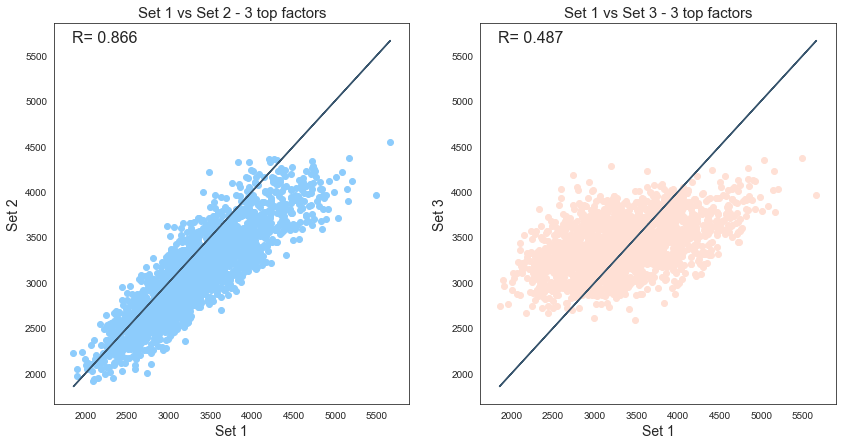 Set 1 vs Set 2 - 3 top factors
R= 0.866
5500
5000
4500
4000
3500
3000
2500
2000
Set 2
2000 2500 3000 3500 4000 4500 5000 5500
Set 1
Set 1 vs Set 3 - 3 top factors
R= 0.487
5500
5000
4500
4000
3500
3000
2500
2000
Set 3
2000 2500 3000 3500 4000 4500 5000 5500
Set 1